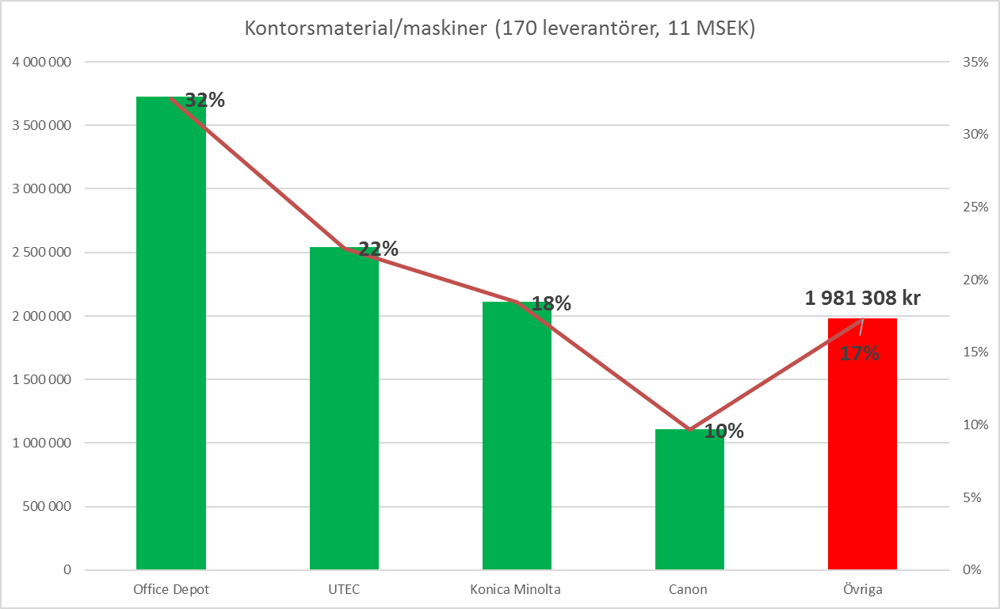 Kontorsmaterial/maskiner (170 leverantörer, 11 MSEK)
4 000 000
3 500 000
3 000 000
2 500 000
2 000 000
1 500 000
1 000 000
500 000
0
35%
30%
25%
20%
15%
10%
5%
0%
32%
22%
18%
10%
1 981 308 kr
17%
Office Depot
UTEC
Konica Minolta
Canon
Övriga